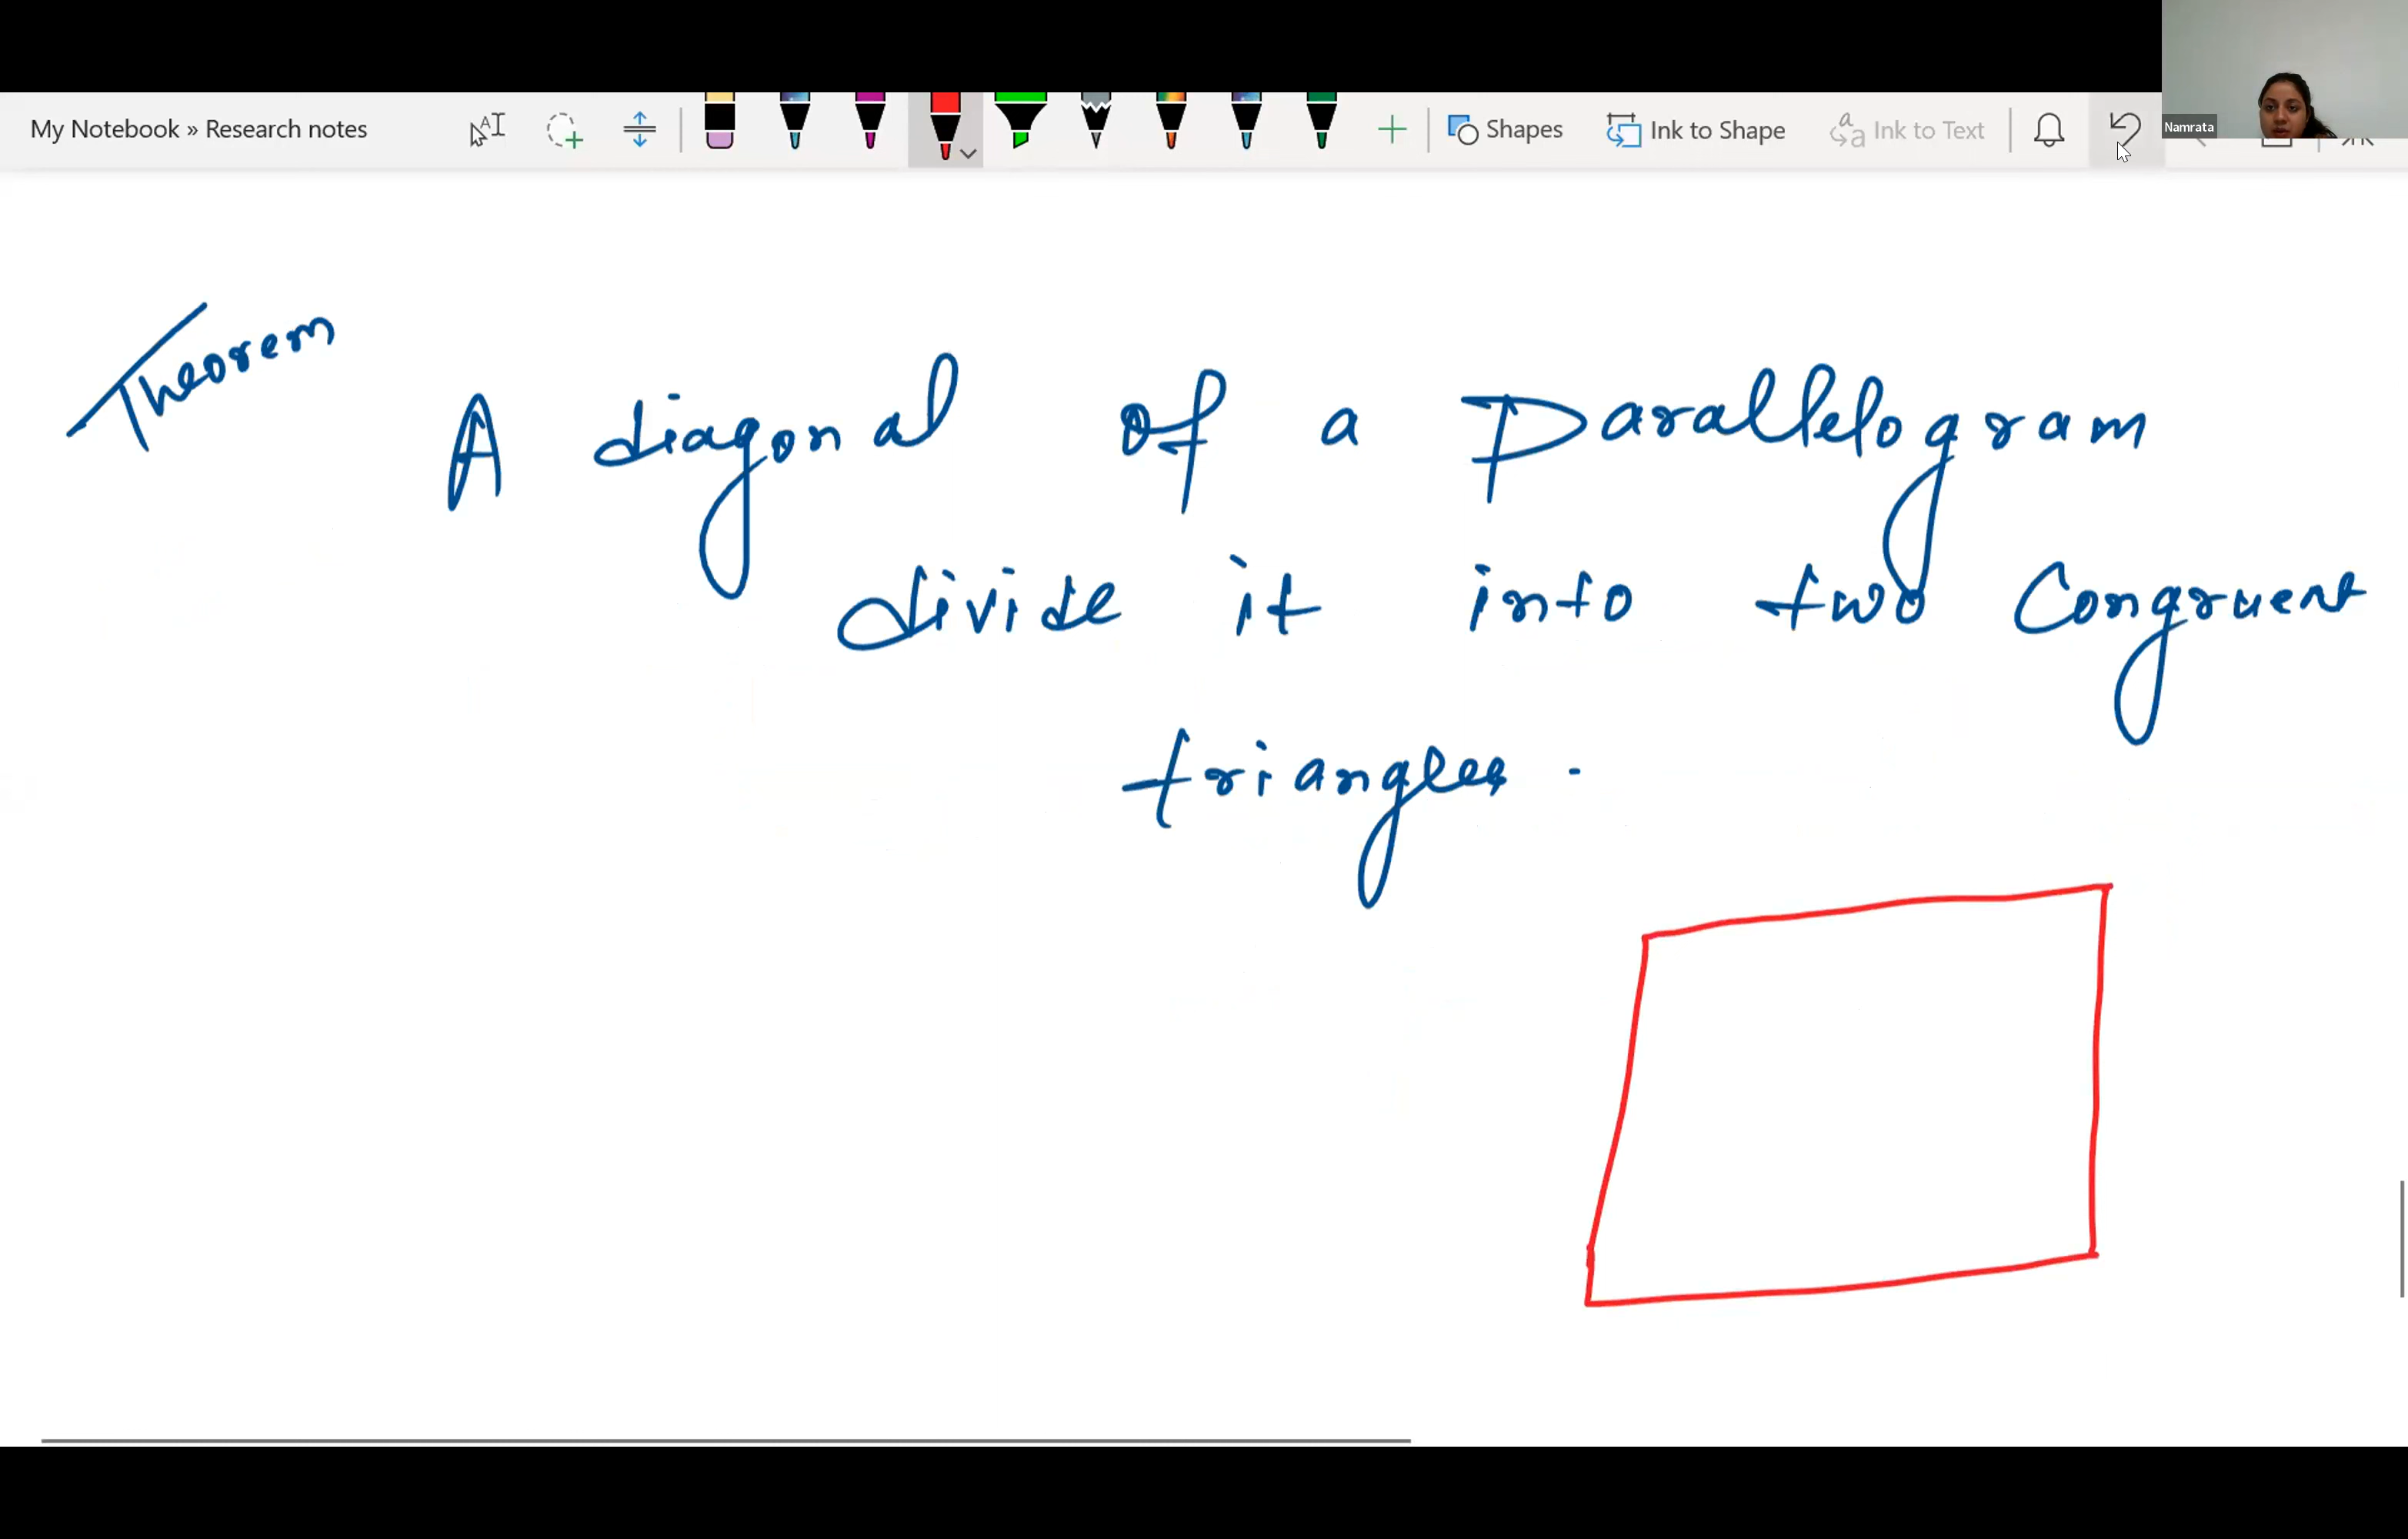 My Notebook » Research notes
Shapes
Ink to Shape
Ink to Text
Namrata
Theorem
A diagonal of a Parallelogram
divide it into two Congruent
triangles.